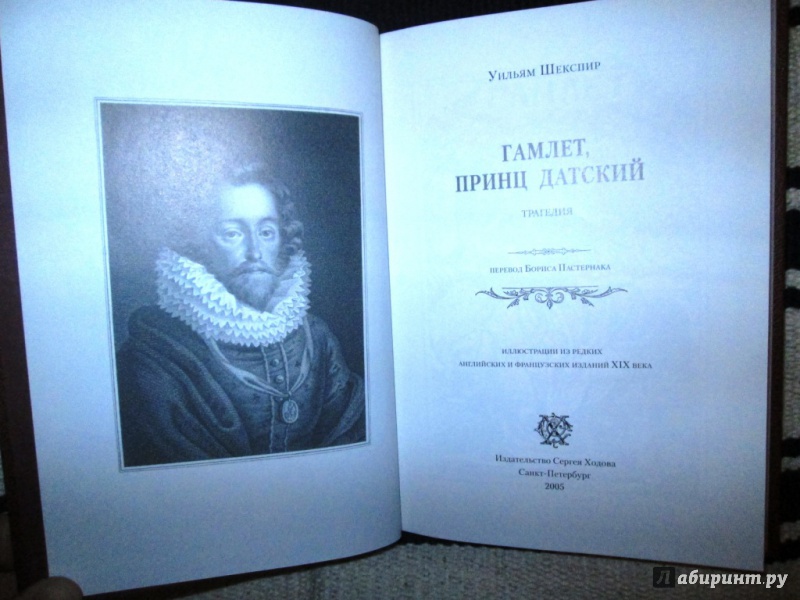 Уильям Шекспир
ГАМЛЕТ,
ПРИНЦ ДАТСКИЙ
ТРАГЕДИЯ
ПЕРЕВОД БОРИСА ПАСТЕРНАКА
ИЛЛЮСТРАЦИИ ИЗ РЕДКИХ
АНГЛИЙСКИХ И ФРАНЦУЗСКИХ ИЗДАНИЙ XIX ВЕКА
Издательство Сергея Ходова
Санкт-Петербург
2005
Лабиринт.ру